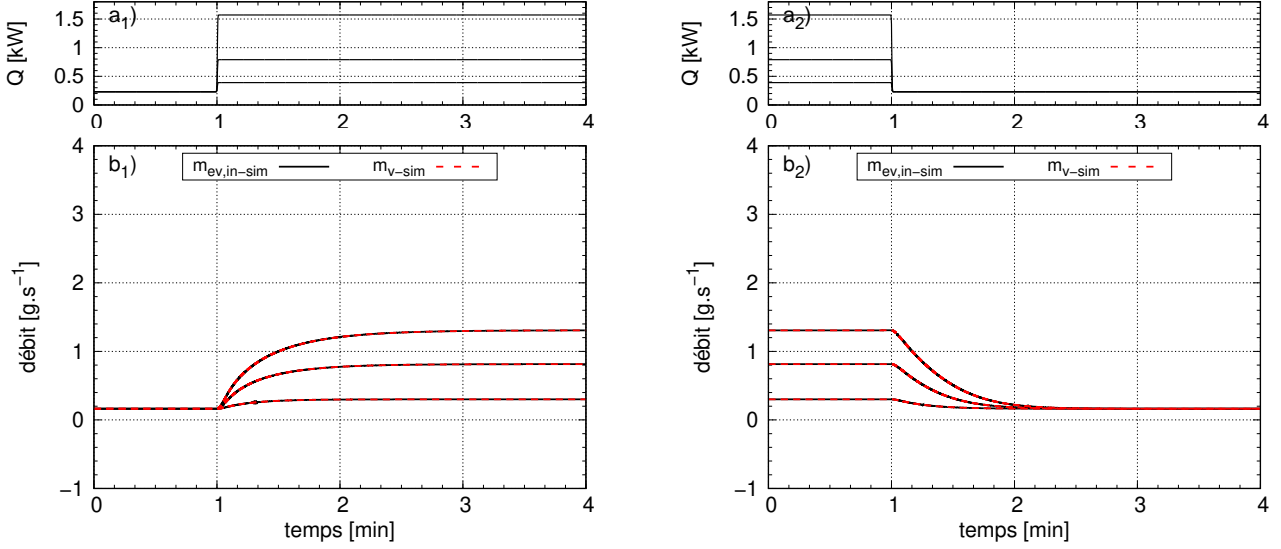 a1)
Q [kW]
1.5
1
0.5
0
0 1 2 3 4
a2)
Q [kW]
1.5
1
0.5
0
0 1 2 3 4
b1)
mev,in−sim mv−sim
débit [g.s−1]
4
3
2
1
0
−1
0 1 2 3 4
temps [min]
b2)
mev,in−sim mv−sim
débit [g.s−1]
4
3
2
1
0
−1
0 1 2 3 4
temps [min]